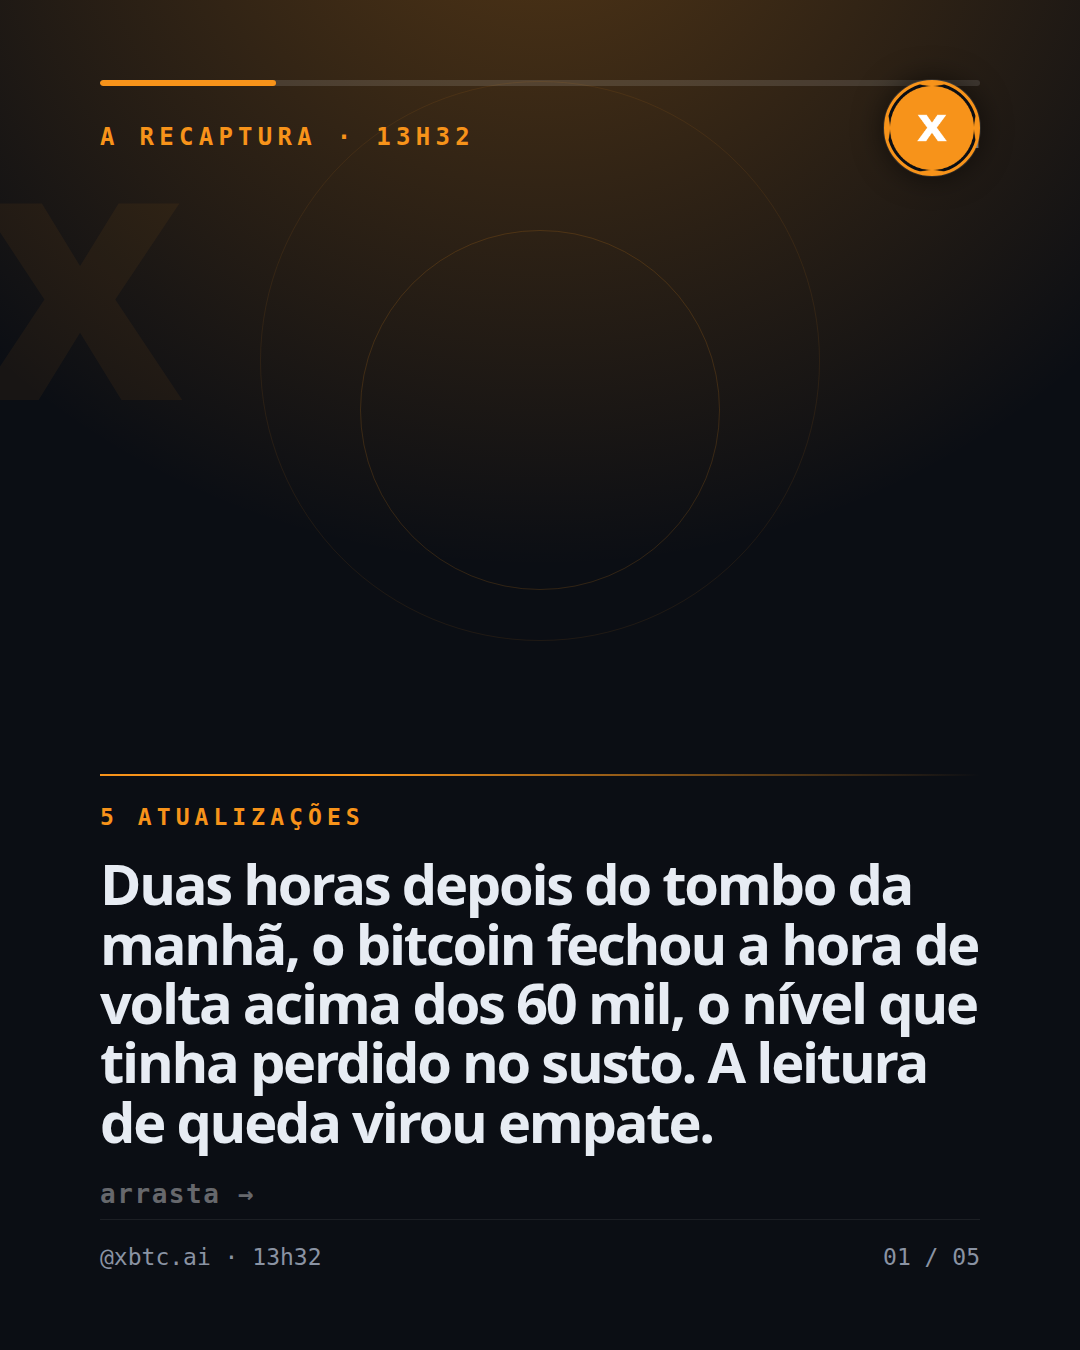 A RECAPTURA · 13H32
x
x
5 ATUALIZAÇÕES
Duas horas depois do tombo da
manhã, o bitcoin fechou a hora de
volta acima dos 60 mil, o nível que
tinha perdido no susto. A leitura
de queda virou empate.
arrasta →
@xbtc.ai · 13h32
01 / 05